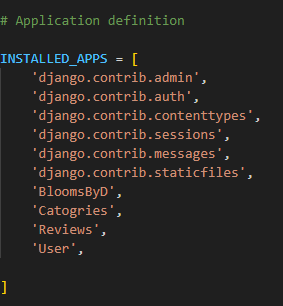 # Application definition
INSTALLED_APPS = [
    'django.contrib.admin',
    'django.contrib.auth',
    'django.contrib.contenttypes',
    'django.contrib.sessions',
    'django.contrib.messages',
    'django.contrib.staticfiles',
    'BloomsByD',
    'Catogries',
    'Reviews',
    'User',
]